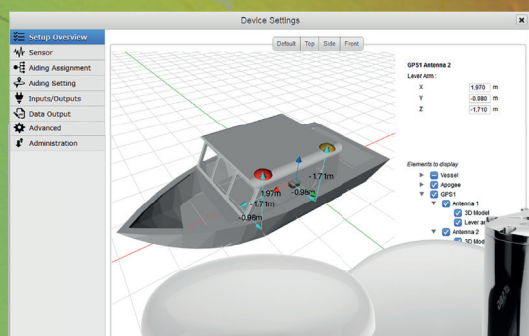 Device Settings
Setup Overview
Sensor
Aiding Assignment
Aiding Setting
Inputs/Outputs
Data Output
Advanced
Administration
Default Top Side Front
GPS1 Antenna 2
Lever Arm :
X 1.970 m
Y -0.980 m
Z -1.710 m
Elements to display
Vessel
Apogee
GPS1
Antenna 1
3D Model
Lever ar
Antenna 2
3D Mod
-1.71m
1.97m
-0.98m
-1.71m
-0.98m